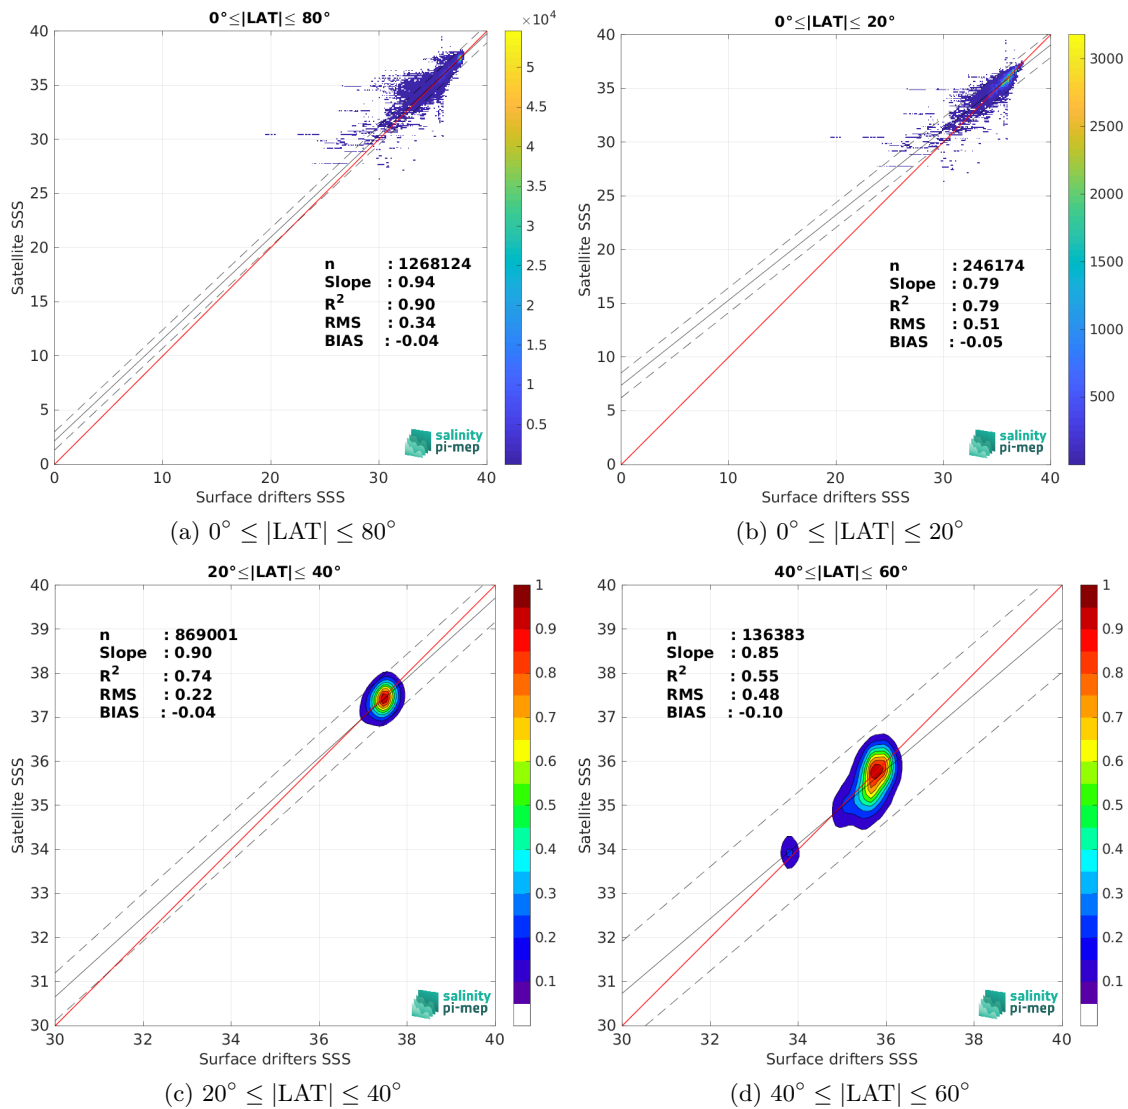 0°≤|LAT|≤ 80°
×10⁴
40
35
30
25
20
15
10
5
0
Satellite SSS
n : 1268124
Slope : 0.94
R² : 0.90
RMS : 0.34
BIAS : -0.04
salinity
pi-mep
0 10 20 30 40
Surface drifters SSS
5
4.5
4
3.5
3
2.5
2
1.5
1
0.5
(a) 0° ≤ |LAT| ≤ 80°
0°≤|LAT|≤ 20°
40
35
30
25
20
15
10
5
0
Satellite SSS
n : 246174
Slope : 0.79
R² : 0.79
RMS : 0.51
BIAS : -0.05
salinity
pi-mep
0 10 20 30 40
Surface drifters SSS
3000
2500
2000
1500
1000
500
(b) 0° ≤ |LAT| ≤ 20°
20°≤|LAT|≤ 40°
40
39
38
37
36
35
34
33
32
31
30
Satellite SSS
n : 869001
Slope : 0.90
R² : 0.74
RMS : 0.22
BIAS : -0.04
salinity
pi-mep
30 32 34 36 38 40
Surface drifters SSS
1
0.9
0.8
0.7
0.6
0.5
0.4
0.3
0.2
0.1
(c) 20° ≤ |LAT| ≤ 40°
40°≤|LAT|≤ 60°
40
39
38
37
36
35
34
33
32
31
30
Satellite SSS
n : 136383
Slope : 0.85
R² : 0.55
RMS : 0.48
BIAS : -0.10
salinity
pi-mep
30 32 34 36 38 40
Surface drifters SSS
1
0.9
0.8
0.7
0.6
0.5
0.4
0.3
0.2
0.1
(d) 40° ≤ |LAT| ≤ 60°